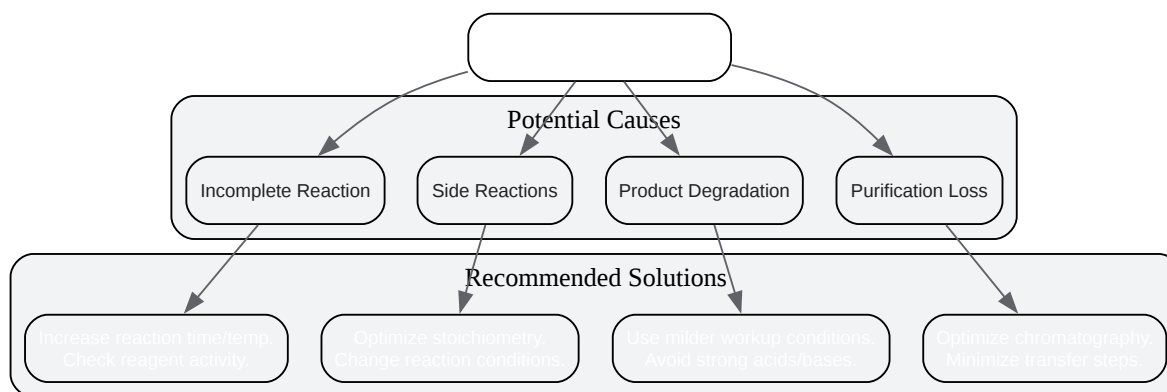 Potential Causes
Incomplete Reaction
Side Reactions
Product Degradation
Purification Loss
Recommended Solutions
Increase reaction time/temp.
Check reagent activity.
Optimize stoichiometry.
Change reaction conditions.
Use milder workup conditions.
Avoid strong acids/bases.
Optimize chromatography.
Minimize transfer steps.